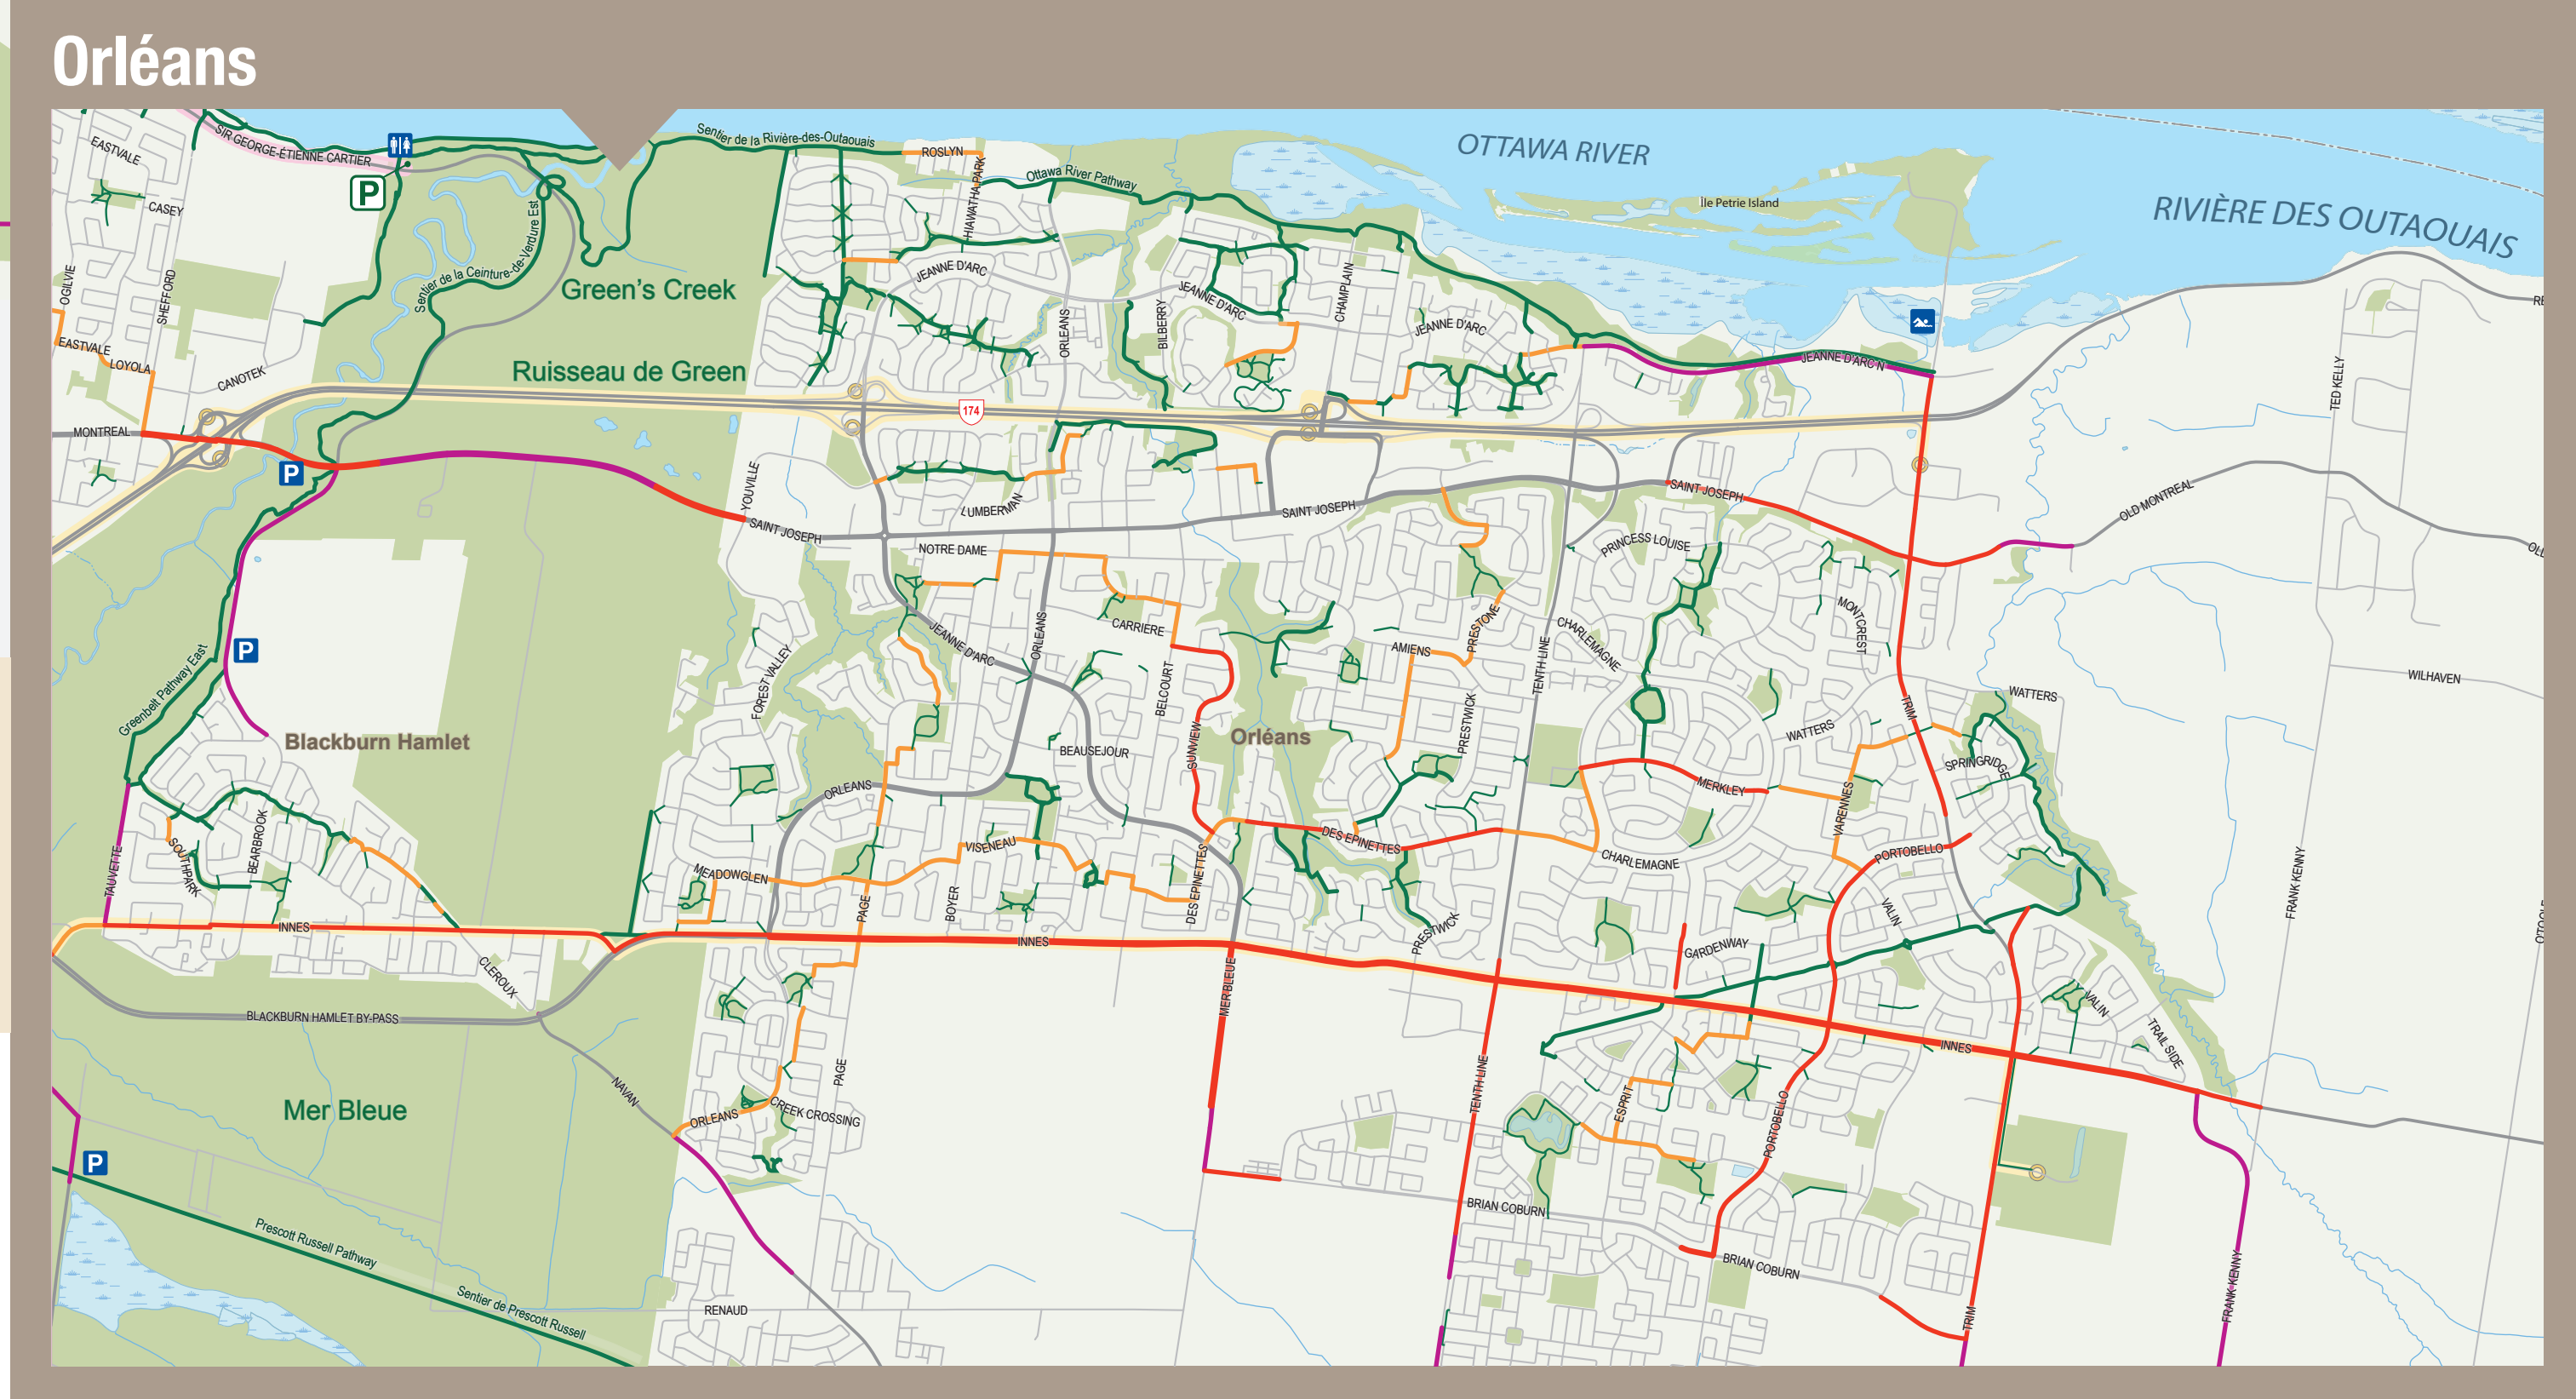 Orléans
EASTVALE
SIR GEORGE-ÉTIENNE CARTIER
P
CASEY
OGILVIE
SHEFFORD
EASTVALE
LOYOLA
CANOTEK
MONTREAL
P
Sentier de la Ceinture-de-Verdure Est
Green's Creek
Ruisseau de Green
Sentier de la Rivière-des-Outaouais
ROSLYN
HIAWATHA PARK
Ottawa River Pathway
JEANNE D'ARC
ORLEANS
BILBERRY
JEANNE D'ARC
CHAMPLAIN
JEANNE D'ARC
OTTAWA RIVER
Île Petrie Island
RIVIÈRE DES OUTAOUAIS
JEANNE D'ARC N
174
TED KELLY
YOUVILLE
SAINT JOSEPH
LUMBERMAN
SAINT JOSEPH
SAINT JOSEPH
OLD MONTREAL
NOTRE DAME
PRINCESS LOUISE
P
Greenbelt Pathway East
Blackburn Hamlet
FOREST VALLEY
JEANNE D'ARC
ORLEANS
CARRIERE
BELCOURT
AMIENS
PRESTONE
TENTH LINE
CHARLEMAGNE
MONTCREST
WATTERS
WILHAVEN
TRIM
SUNVIEW
Orléans
PRESTWICK
WATTERS
BEAUSEJOUR
SPRINGRIDGE
ORLEANS
MERKLEY
VARENNES
TAUVETTE
SOUTHPARK
BEARBROOK
VISENEAU
DES EPINETTES
CHARLEMAGNE
PORTOBELLO
MEADOWGLEN
DES EPINETTES
PAGE
BOYER
FRANK KENNY
INNES
INNES
PRESTWICK
GARDENWAY
VALIN
CLEROUX
MER BLEUE
BLACKBURN HAMLET BY-PASS
VALIN
TRAIL SIDE
INNES
NAVAN
PAGE
TENTH LINE
ESPRIT
Mer Bleue
ORLEANS
CREEK CROSSING
PORTOBELLO
P
Prescott Russell Pathway
BRIAN COBURN
BRIAN COBURN
Sentier de Prescott Russell
RENAUD
TRIM
FRANK KENNY